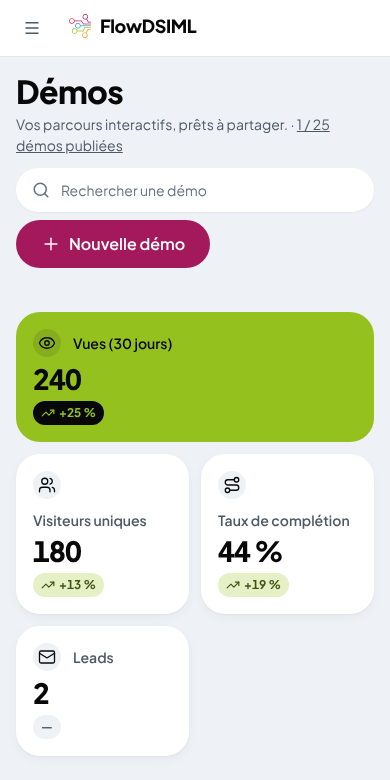 FlowDSIML
Démos
Vos parcours interactifs, prêts à partager. · 1 / 25
démos publiées
Rechercher une démo
Nouvelle démo
Vues (30 jours)
240
+25 %
Visiteurs uniques
180
+13 %
Taux de complétion
44 %
+19 %
Leads
2
—